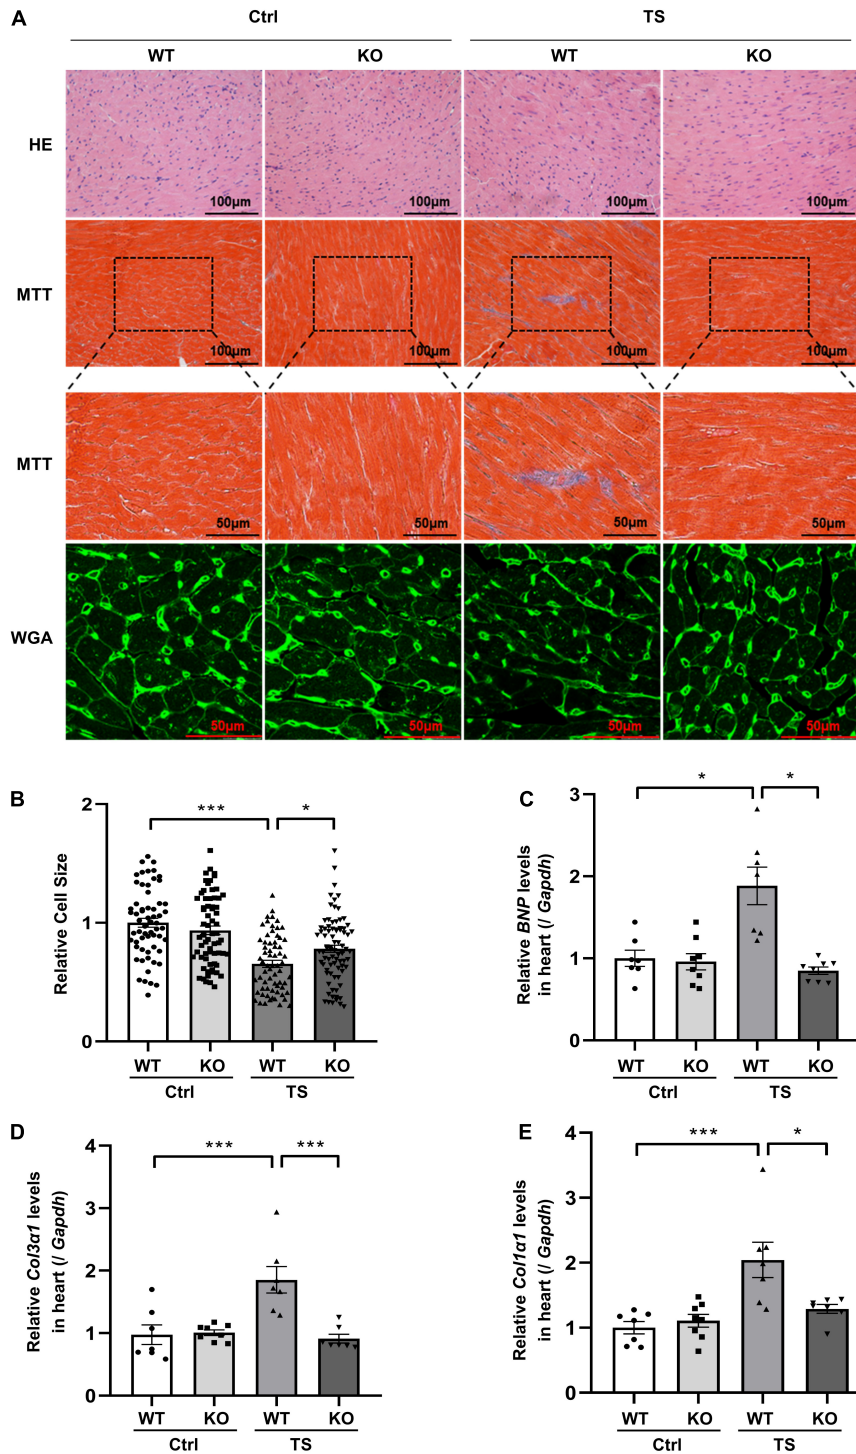 A
Ctrl
TS
WT
KO
WT
KO
HE
100μm
100μm
100μm
100μm
MTT
100μm
100μm
100μm
100μm
MTT
50μm
50μm
50μm
50μm
WGA
50μm
50μm
50μm
50μm
B
Relative Cell Size
2
1
0
***
*
WT
KO
WT
KO
Ctrl
TS
C
Relative BNP levels
in heart (/ Gapdh)
3
2
1
0
*
*
WT
KO
WT
KO
Ctrl
TS
D
Relative Col3α1 levels
in heart (/ Gapdh)
4
3
2
1
0
***
***
WT
KO
WT
KO
Ctrl
TS
E
Relative Col1α1 levels
in heart (/ Gapdh)
4
3
2
1
0
***
*
WT
KO
WT
KO
Ctrl
TS